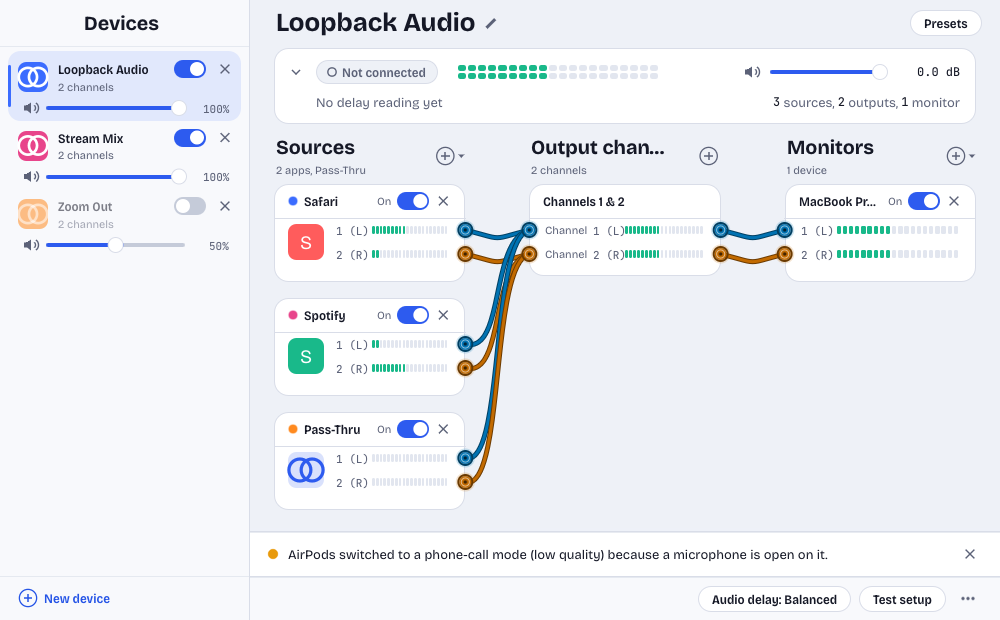 Devices
Loopback Audio
2 channels
100%
Stream Mix
2 channels
100%
Zoom Out
2 channels
50%
New device
Loopback Audio
Presets
Not connected
0.0 dB
No delay reading yet
3 sources, 2 outputs, 1 monitor
Sources
2 apps, Pass-Thru
Output chan...
2 channels
Monitors
1 device
Safari
On
S
1 (L)
2 (R)
Channels 1 & 2
Channel 1 (L)
Channel 2 (R)
MacBook Pr...
On
1 (L)
2 (R)
Spotify
On
S
1 (L)
2 (R)
Pass-Thru
On
1 (L)
2 (R)
AirPods switched to a phone-call mode (low quality) because a microphone is open on it.
Audio delay: Balanced
Test setup